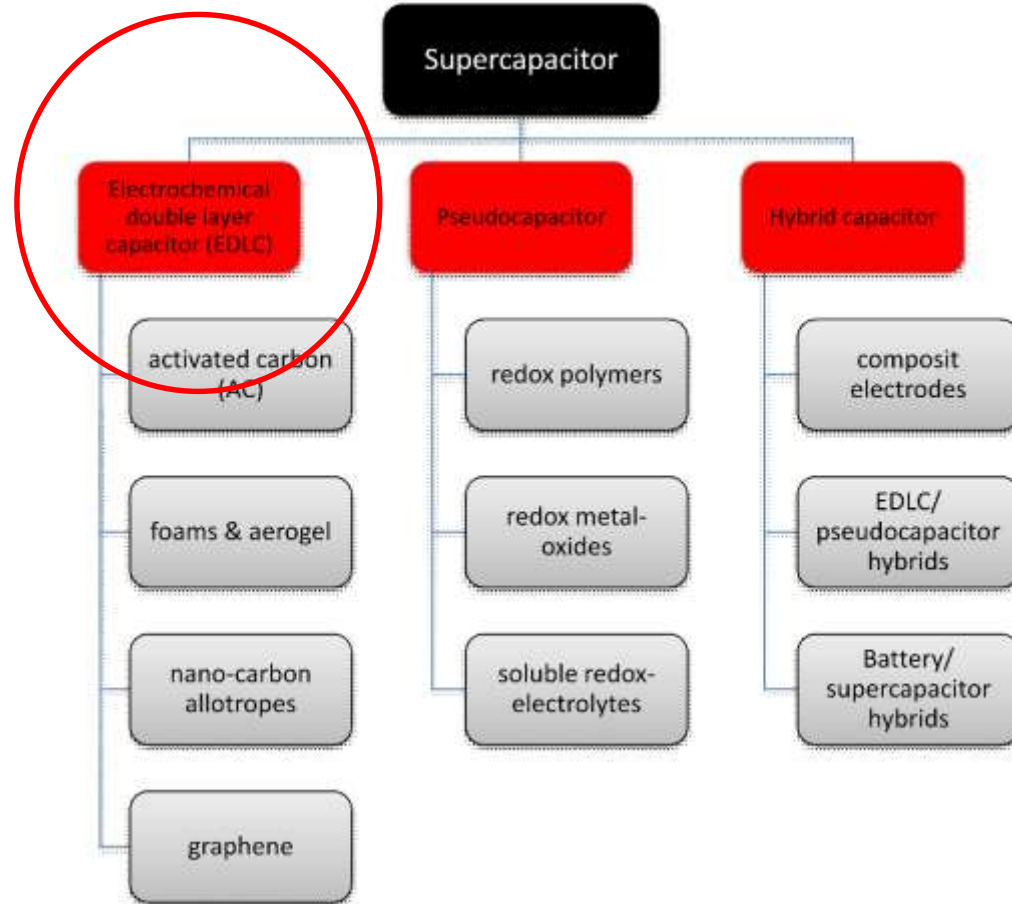 Supercapacitor
Electrochemical
double layer
capacitor (EDLC)
Pseudocapacitor
Hybrid capacitor
activated carbon
(AC)
foams & aerogel
nano-carbon
allotropes
graphene
redox polymers
redox metal-
oxides
soluble redox-
electrolytes
composit
electrodes
EDLC/
pseudocapacitor
hybrids
Battery/
supercapacitor
hybrids